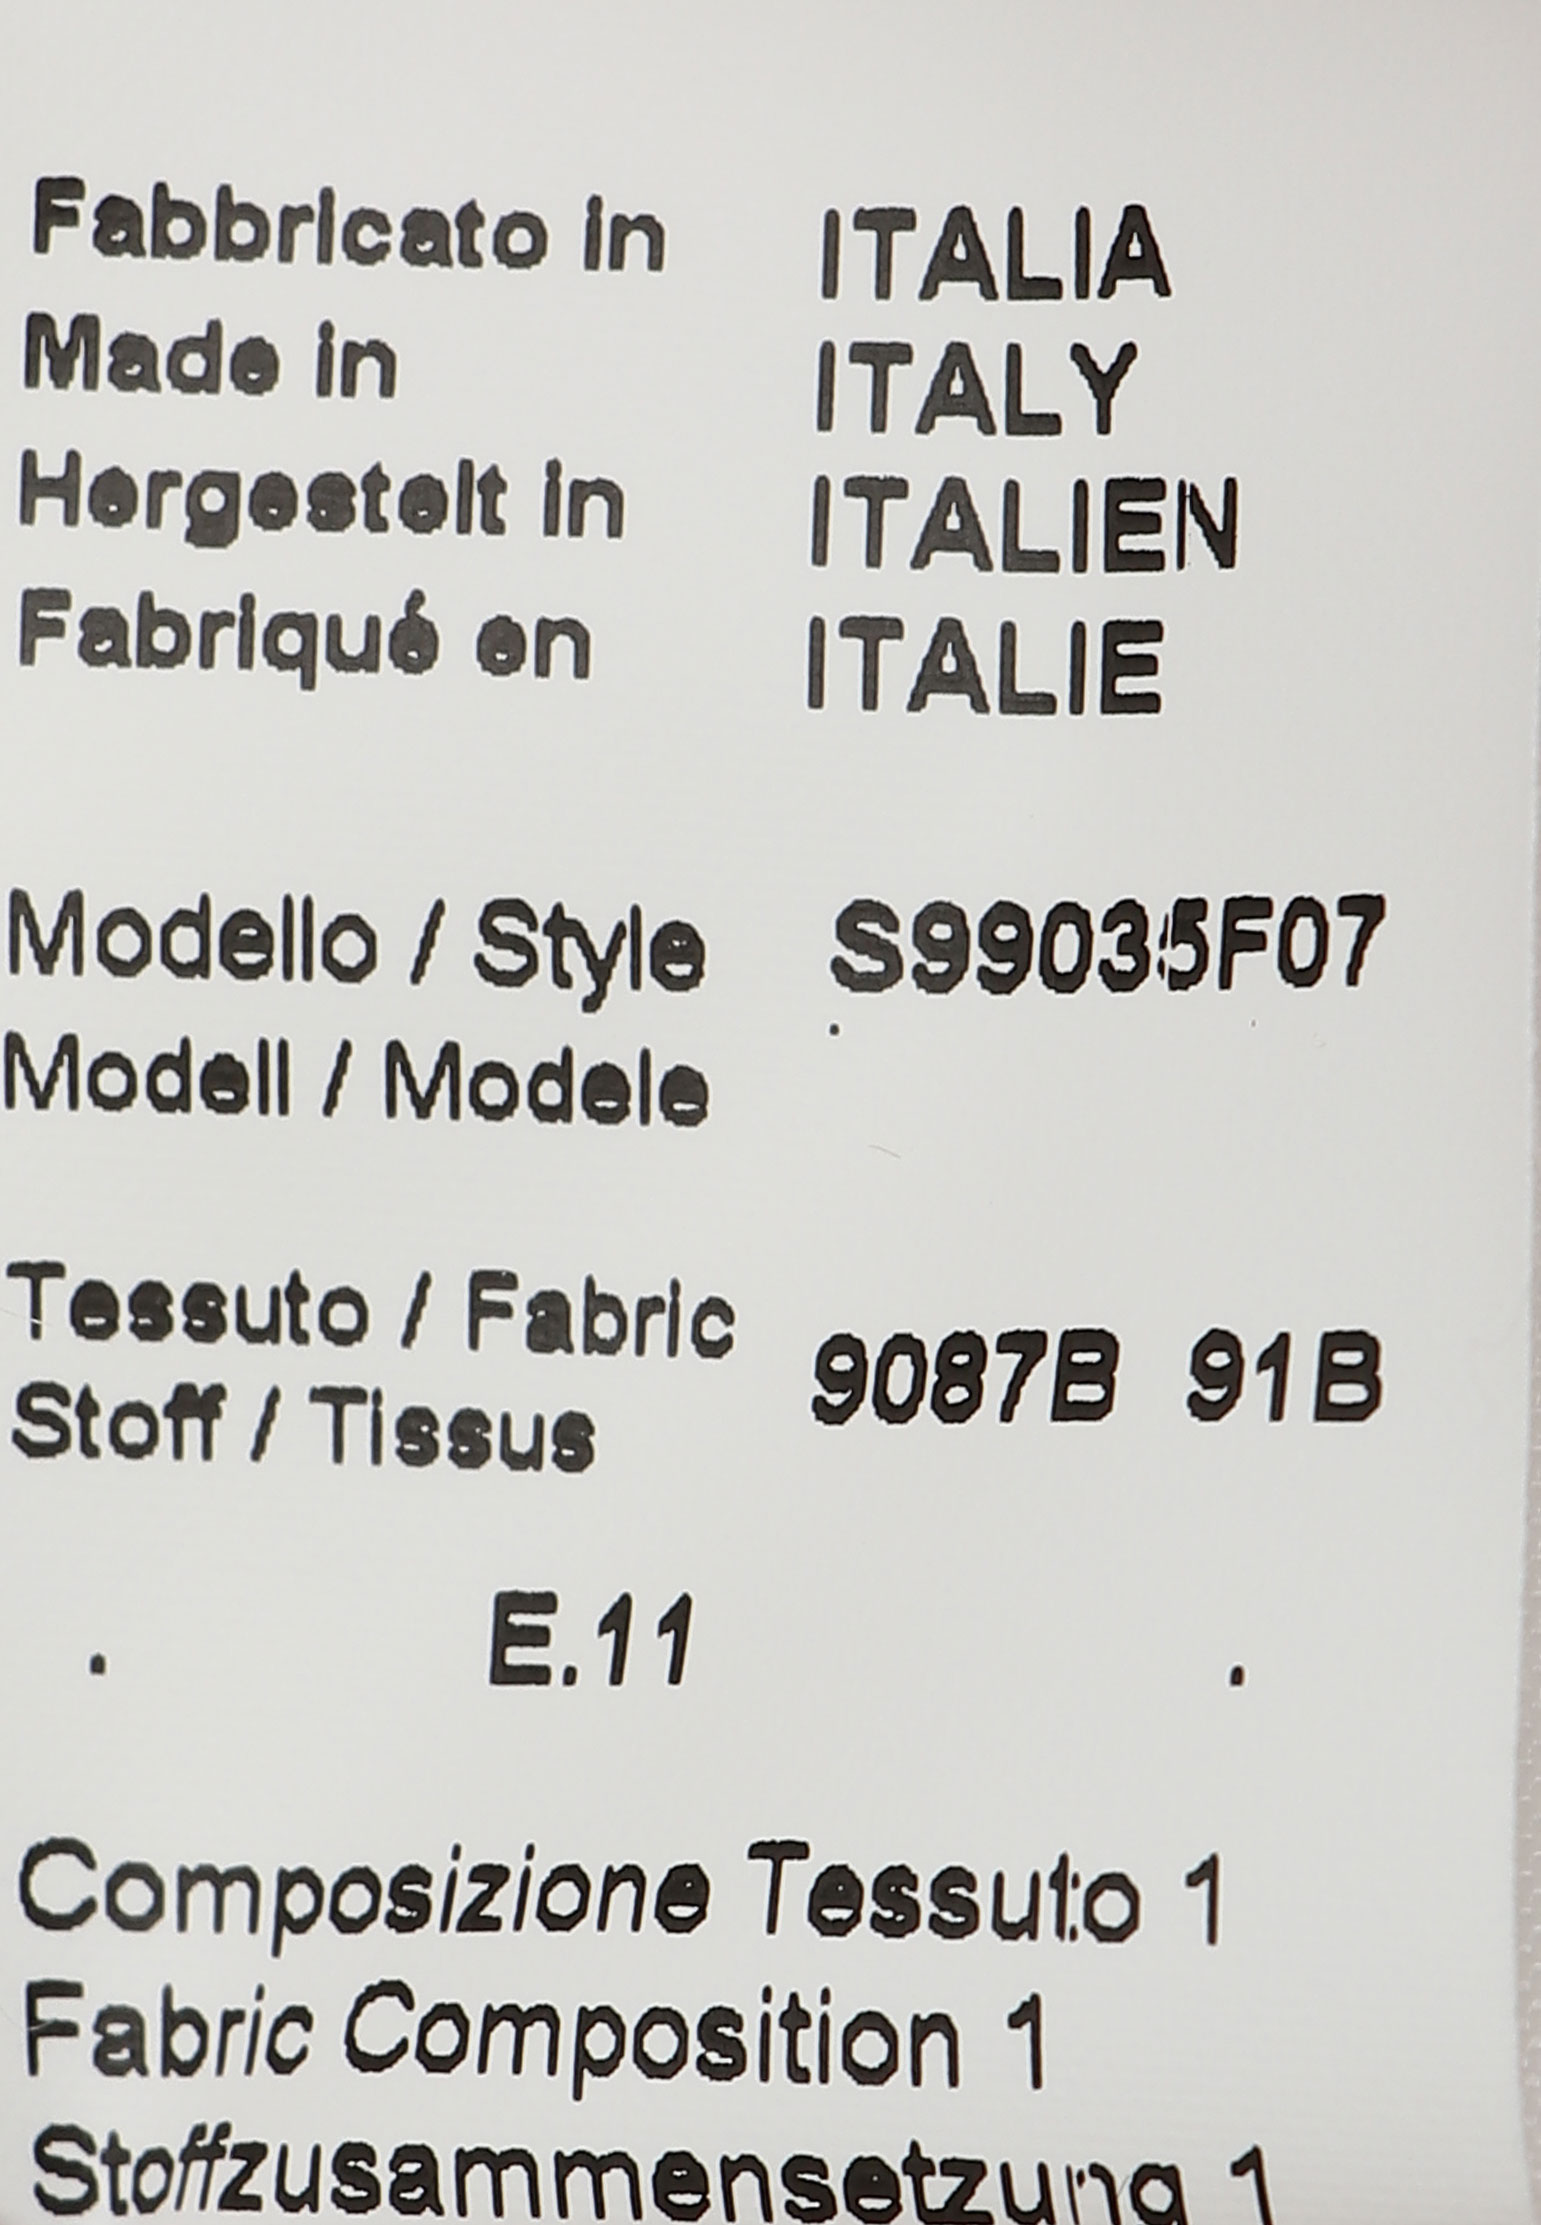 Fabbricato in ITALIA
Made in ITALY
Hergestelt in ITALIEN
Fabriqué en ITALIE
Modello / Style S99035F07
Modell / Modele
Tessuto / Fabric 9087B 91B
Stoff / Tissus
. E.11 .
Composizione Tessuto 1
Fabric Composition 1
Stoffzusammensetzung 1